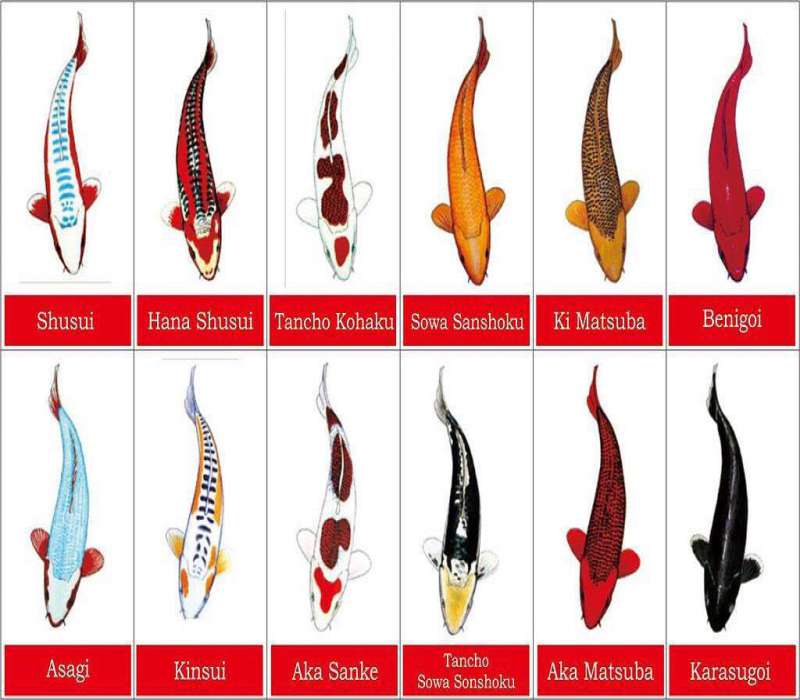 Shusui
Hana Shusui
Tancho Kohaku
Sowa Sanshoku
Ki Matsuba
Benigoi
Asagi
Kinsui
Aka Sanke
Tancho
Sowa Sonshoku
Aka Matsuba
Karasugoi